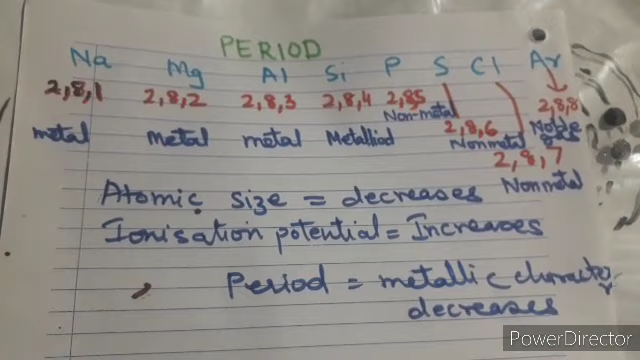 PERIOD
Na Mg Al Si P S Cl Ar
2,8,1 2,8,2 2,8,3 2,8,4 2,8,5 2,8,8
Non-metal
metal Metal metal Metalliod 2,8,6 Noble gas
Nonmetal
2,8,7
Nonmetal
Atomic size = decreases
Ionisation potential = Increases
Period = metallic character
decreases
PowerDirector